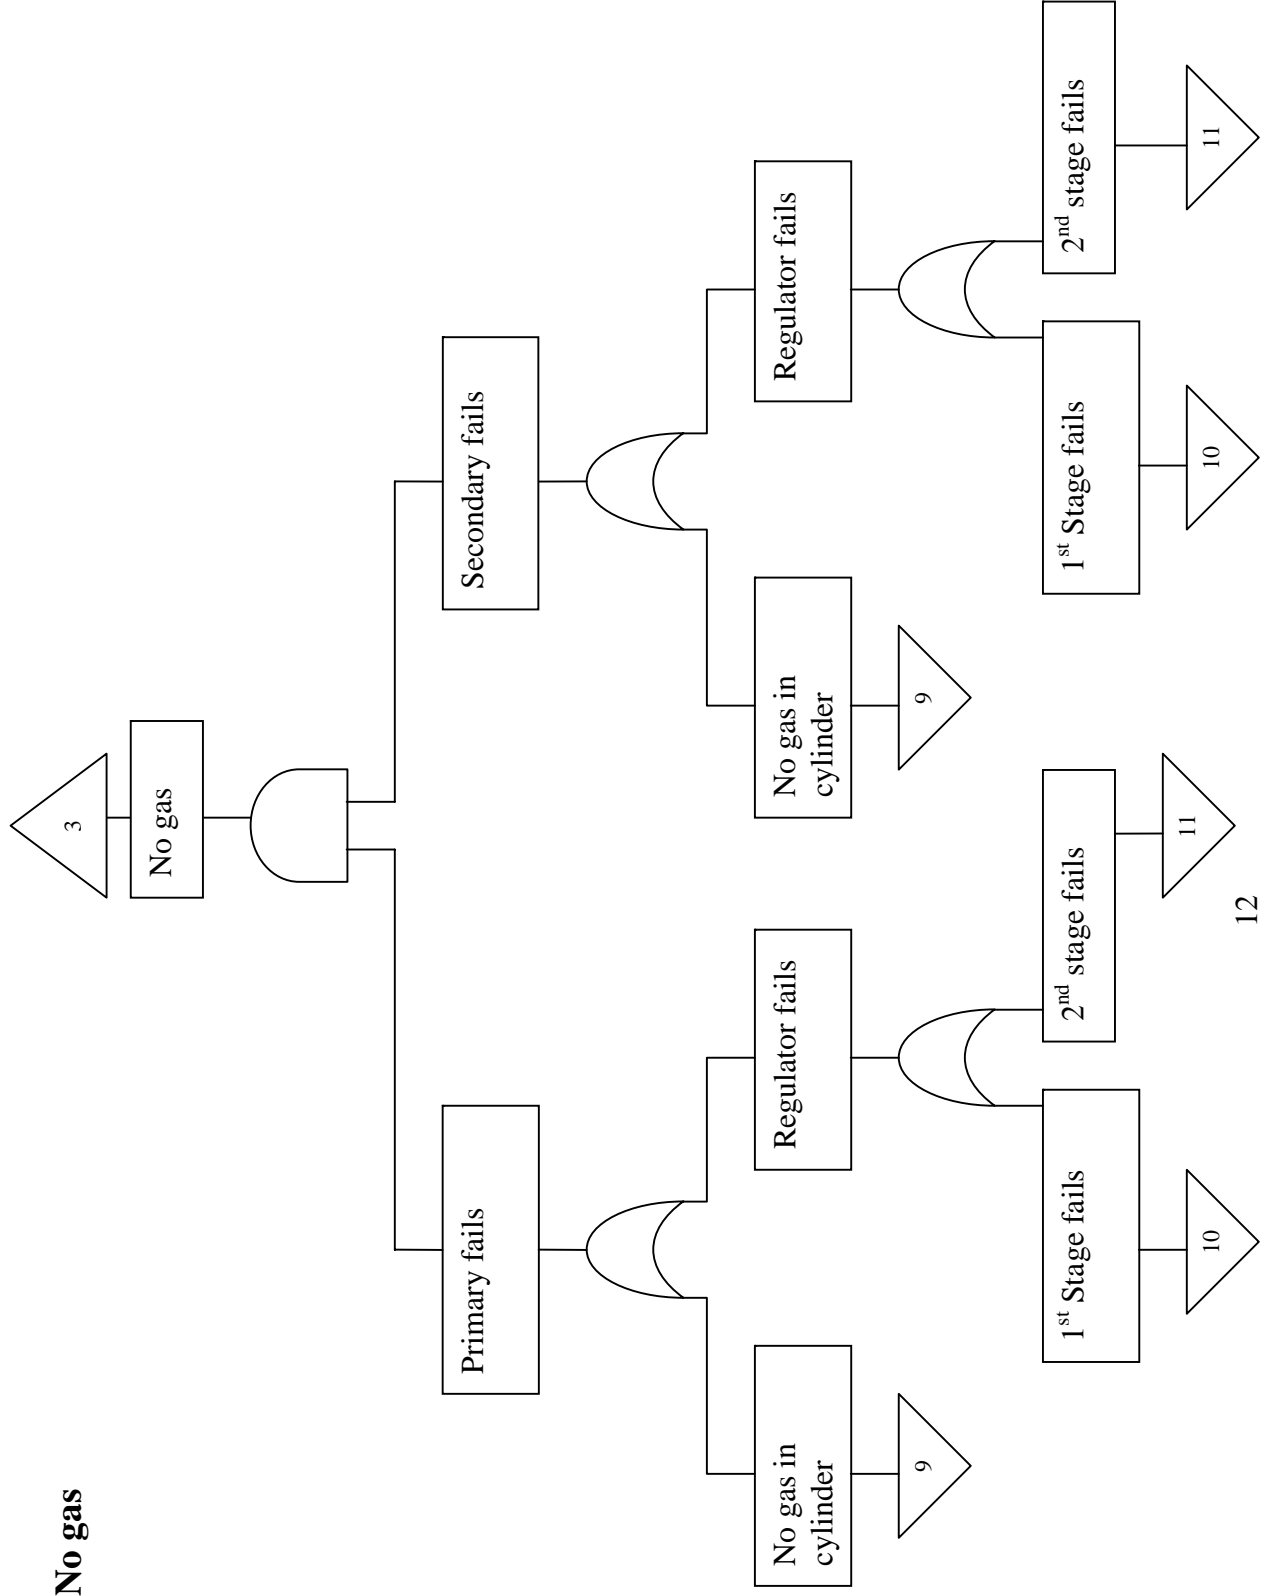 No gas
3
No gas
Primary fails
Secondary fails
No gas in
cylinder
Regulator fails
No gas in
cylinder
Regulator fails
9
9
1st Stage fails
2nd stage fails
1st Stage fails
2nd stage fails
10
11
10
11
12